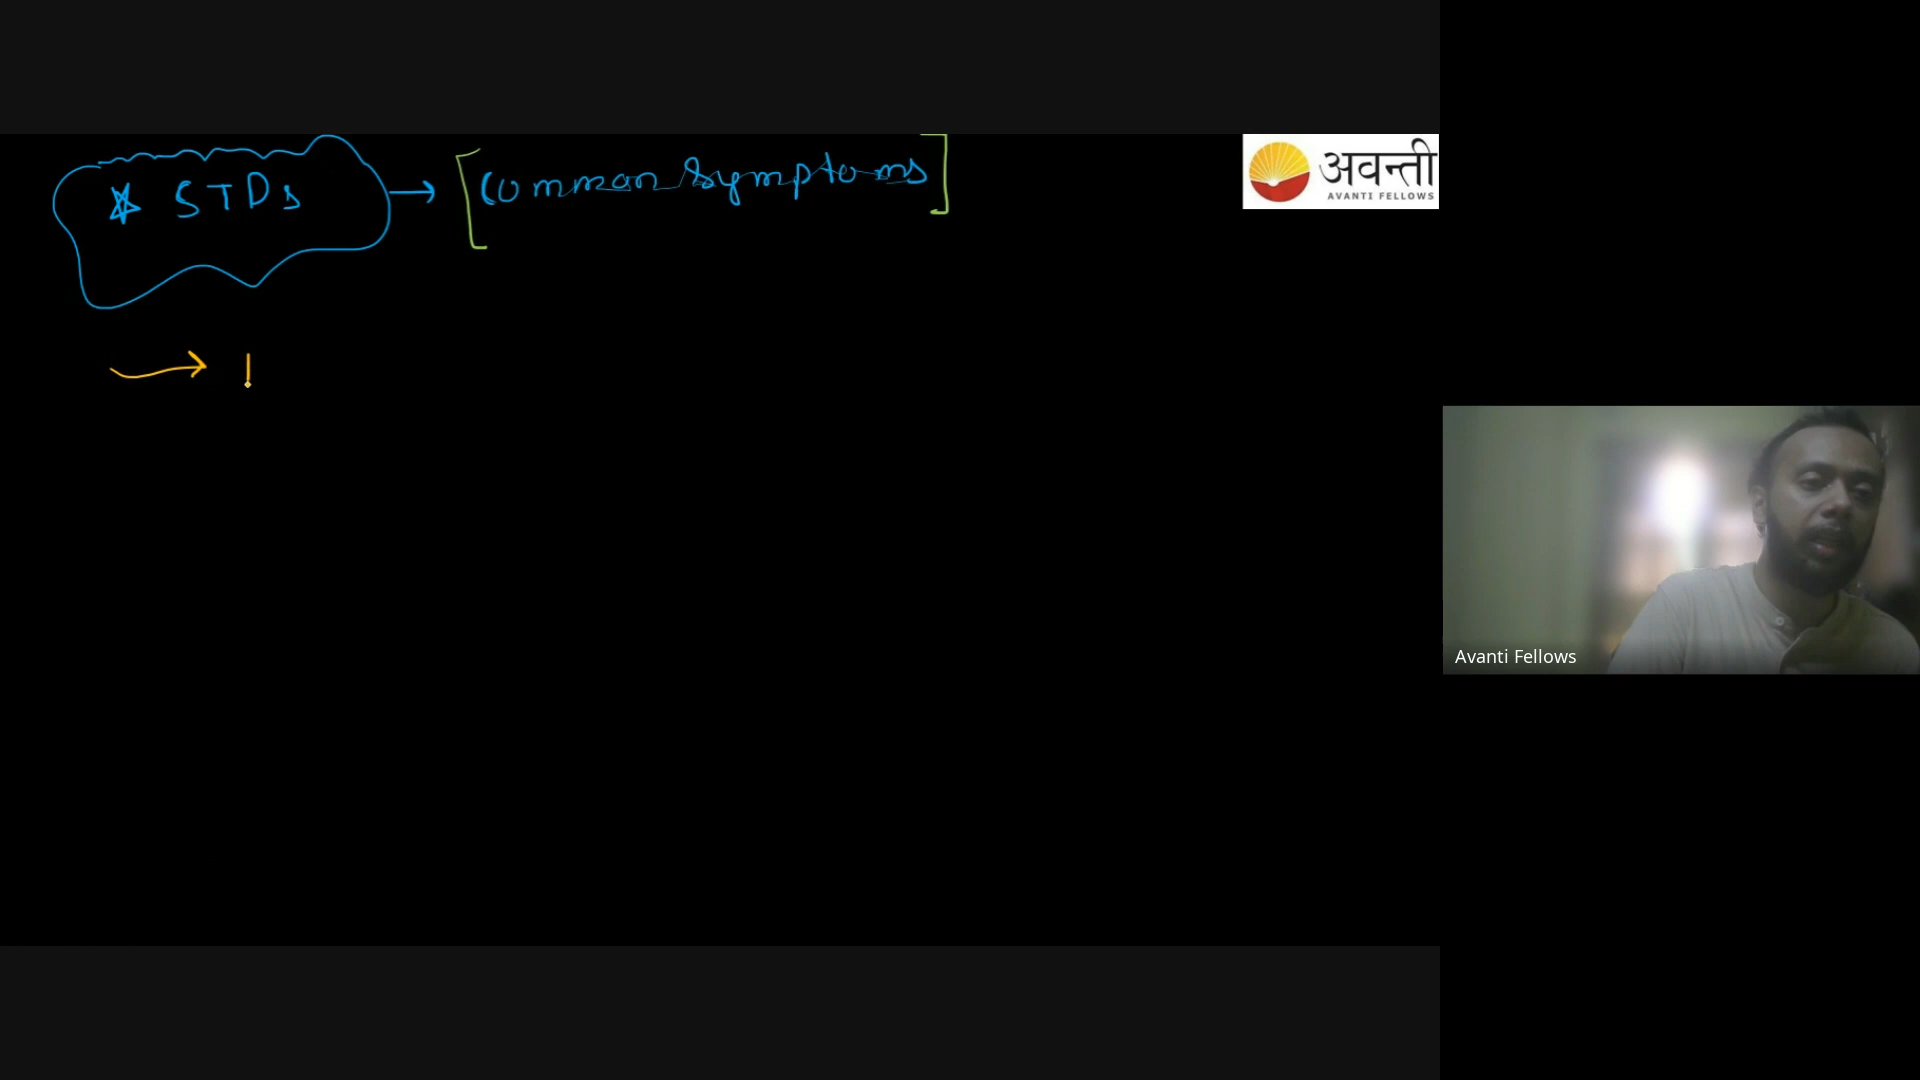 ★ STDs → [Common Symptoms]
→ !
अवन्ती
AVANTI FELLOWS
Avanti Fellows